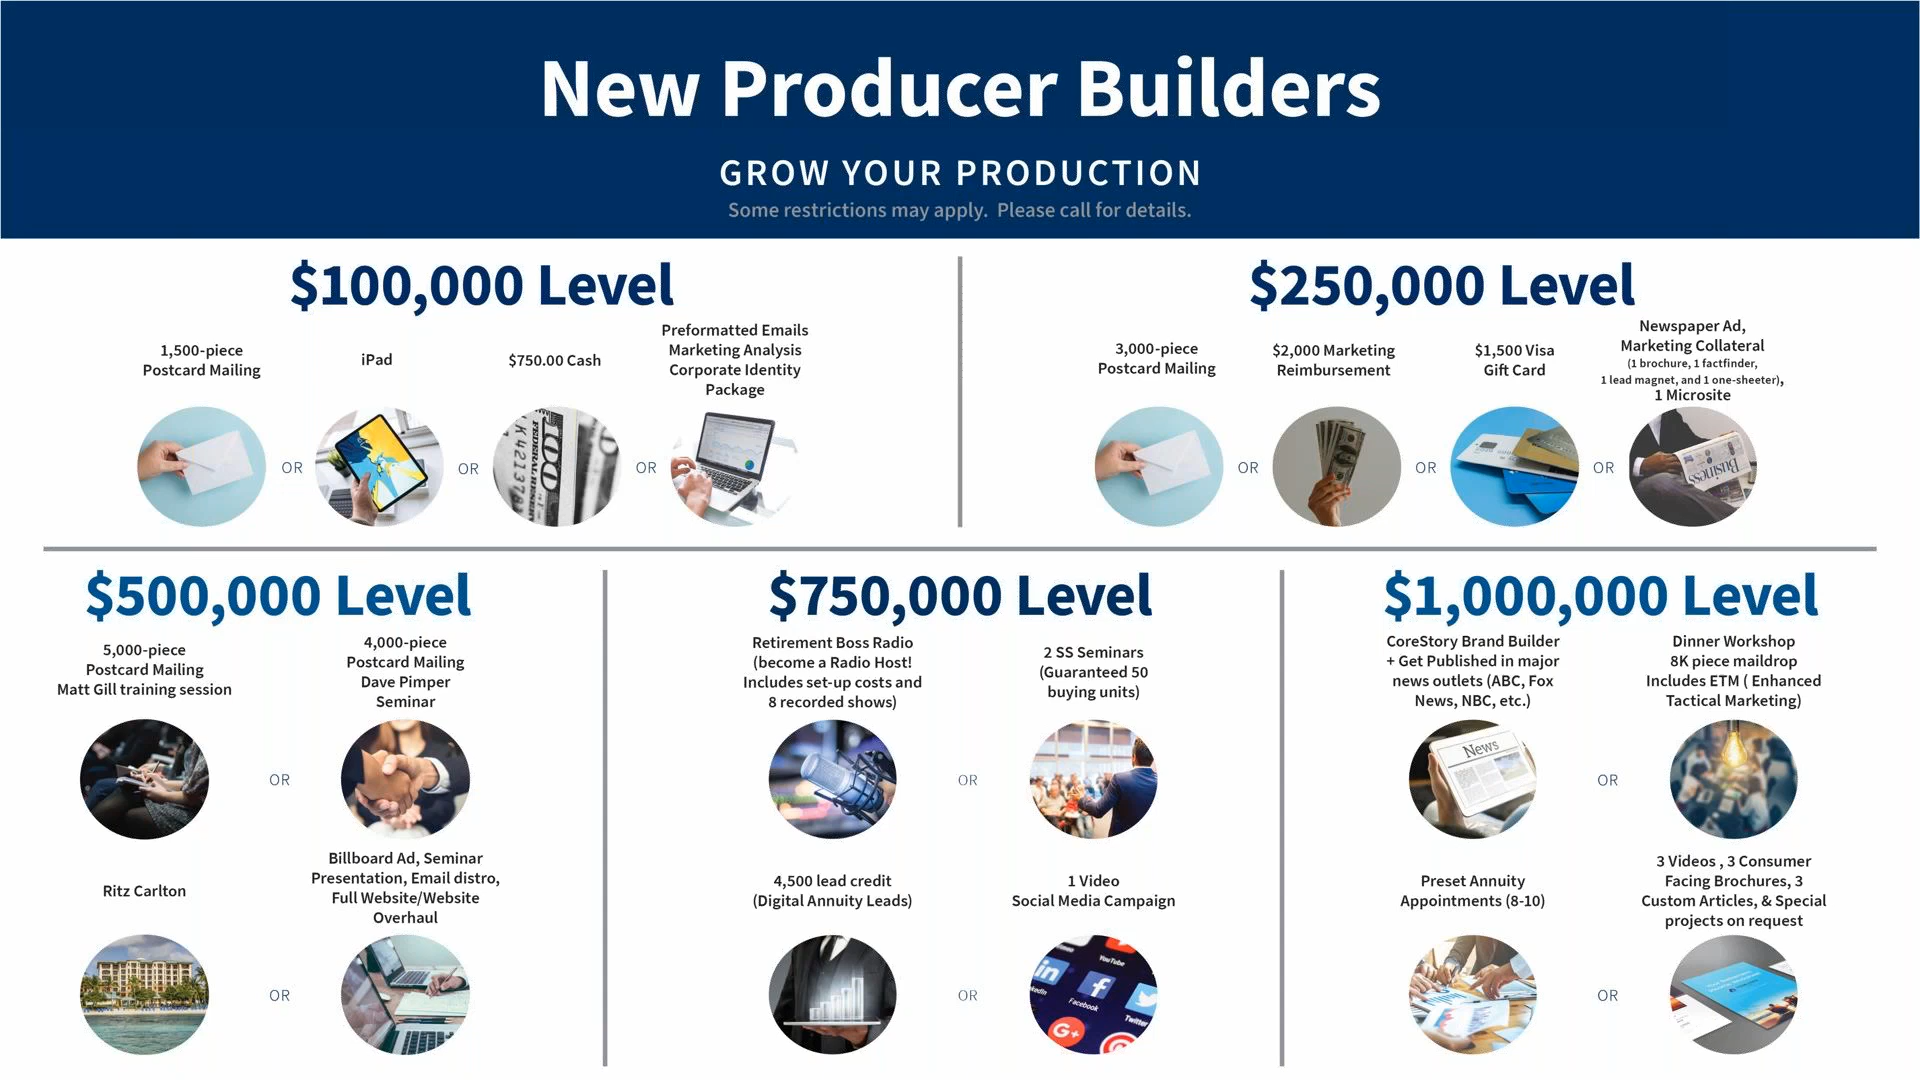 New Producer Builders
GROW YOUR PRODUCTION
Some restrictions may apply.  Please call for details.
$100,000 Level
1,500-piece
Postcard Mailing
iPad
$750.00 Cash
Preformatted Emails
Marketing Analysis
Corporate Identity
Package
OR
OR
OR
$250,000 Level
3,000-piece
Postcard Mailing
$2,000 Marketing
Reimbursement
$1,500 Visa
Gift Card
Newspaper Ad,
Marketing Collateral
(1 brochure, 1 factfinder,
1 lead magnet, and 1 one-sheeter),
1 Microsite
OR
OR
OR
Business
$500,000 Level
5,000-piece
Postcard Mailing
Matt Gill training session
4,000-piece
Postcard Mailing
Dave Pimper
Seminar
OR
Ritz Carlton
Billboard Ad, Seminar
Presentation, Email distro,
Full Website/Website
Overhaul
OR
$750,000 Level
Retirement Boss Radio
(become a Radio Host!
Includes set-up costs and
8 recorded shows)
2 SS Seminars
(Guaranteed 50
buying units)
OR
4,500 lead credit
(Digital Annuity Leads)
1 Video
Social Media Campaign
OR
YouTube
in
Facebook
Twitter
G+
$1,000,000 Level
CoreStory Brand Builder
+ Get Published in major
news outlets (ABC, Fox
News, NBC, etc.)
Dinner Workshop
8K piece maildrop
Includes ETM ( Enhanced
Tactical Marketing)
News
OR
Preset Annuity
Appointments (8-10)
3 Videos , 3 Consumer
Facing Brochures, 3
Custom Articles, & Special
projects on request
OR